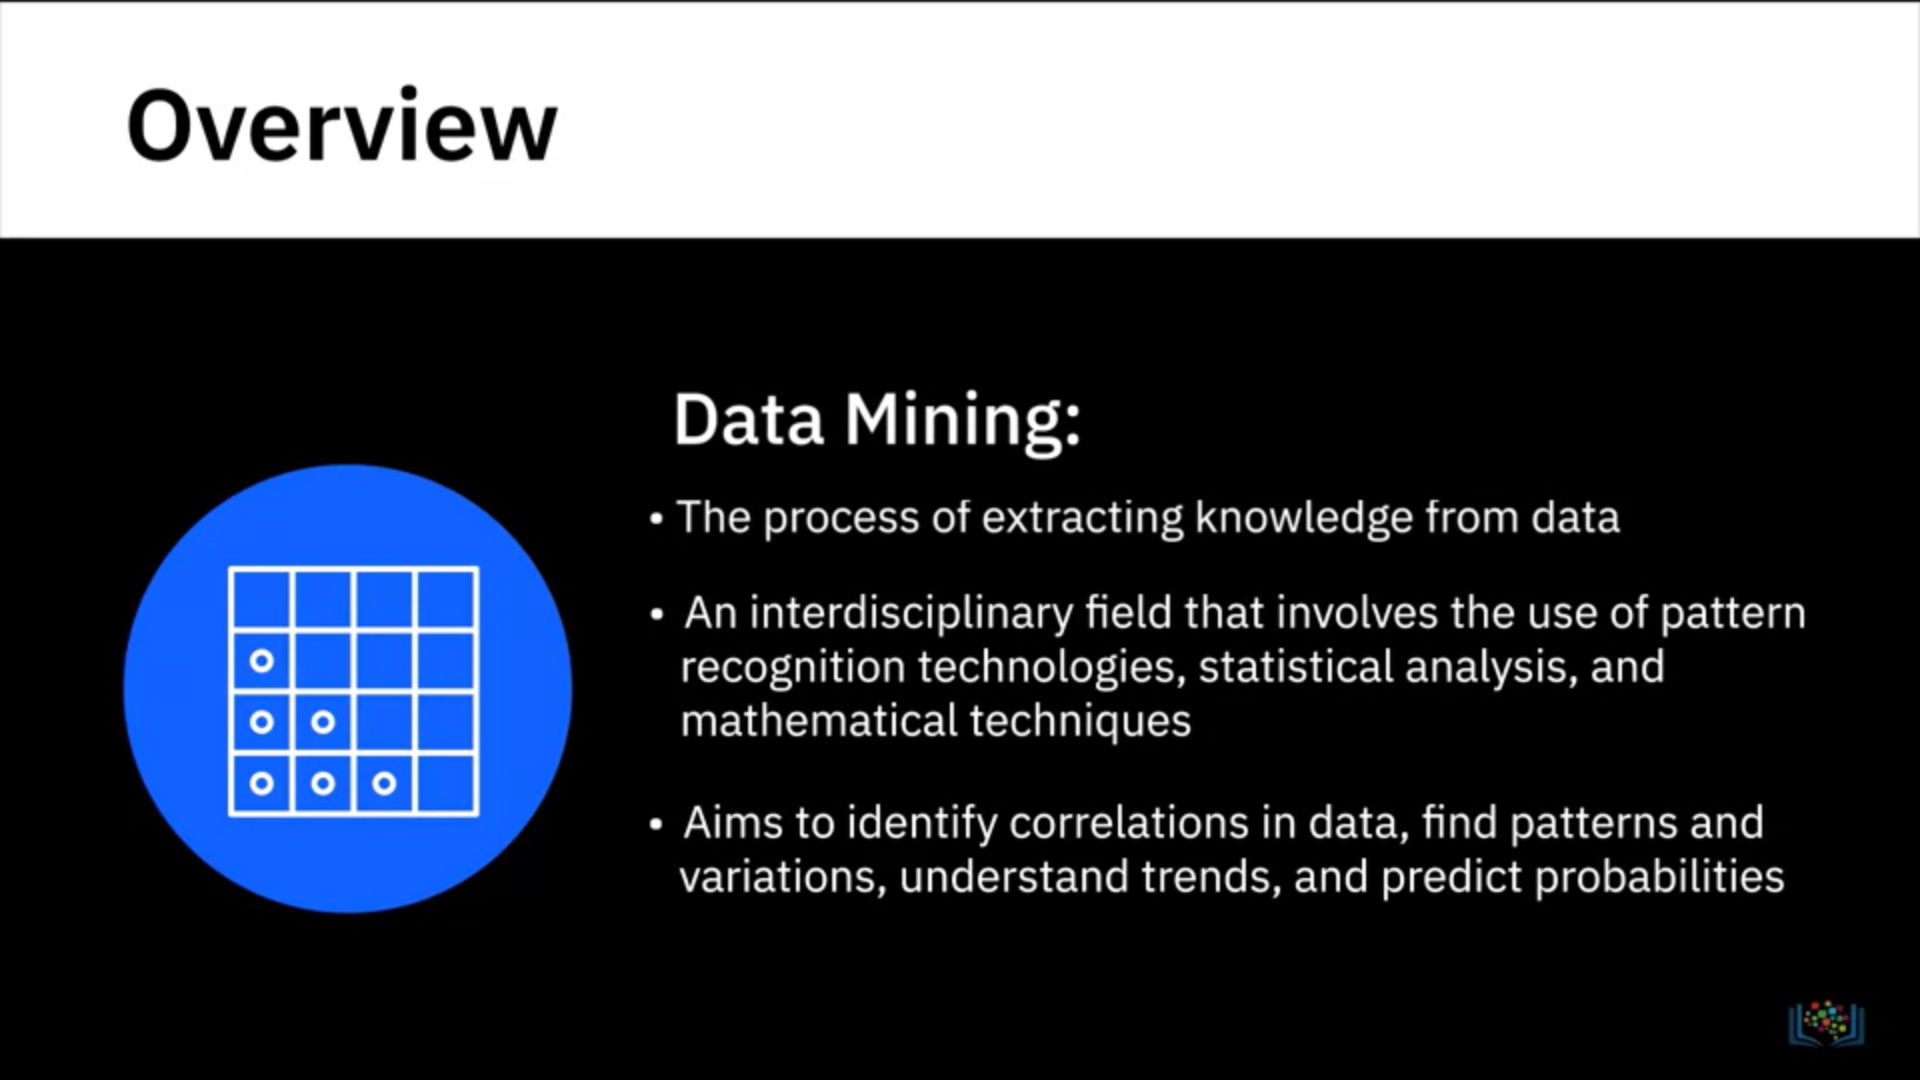 Overview
Data Mining:
• The process of extracting knowledge from data
• An interdisciplinary field that involves the use of pattern
recognition technologies, statistical analysis, and
mathematical techniques
• Aims to identify correlations in data, find patterns and
variations, understand trends, and predict probabilities